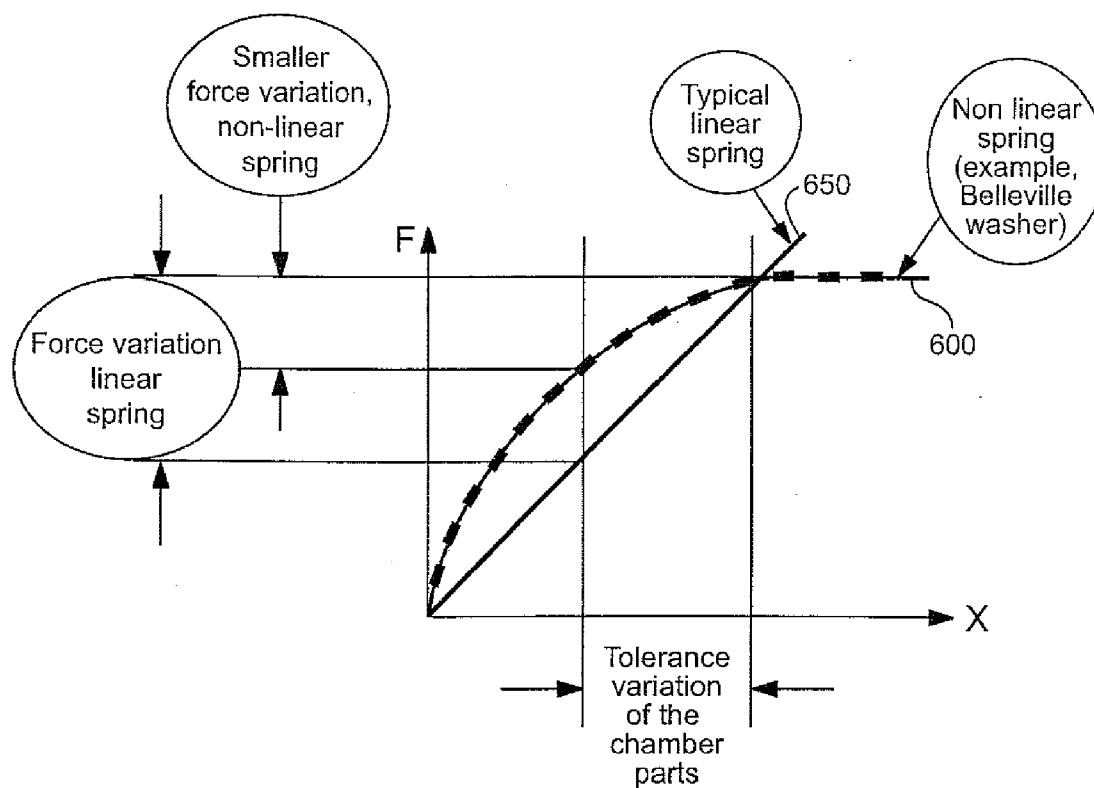 Smaller
force variation,
non-linear
spring
Typical
linear
spring
650
Non linear
spring
(example,
Belleville
washer)
F
600
Force variation
linear
spring
X
Tolerance
variation
of the
chamber
parts